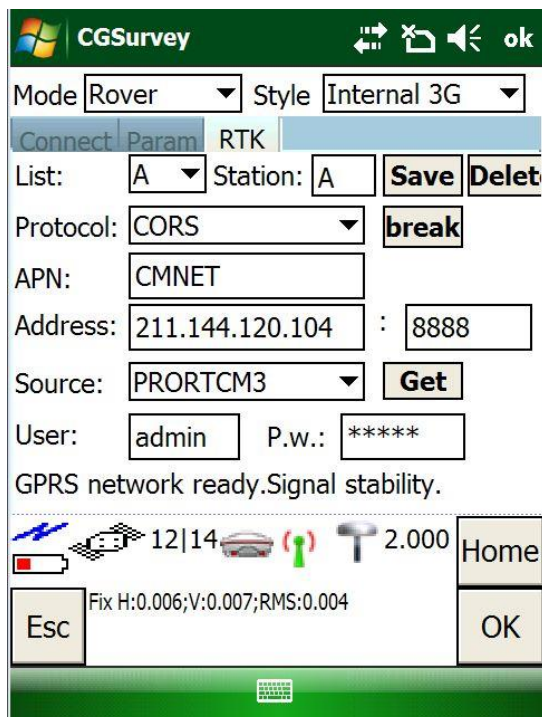 CGSurvey ok
Mode Rover Style Internal 3G
Connect Param RTK
List: A Station: A Save Delet
Protocol: CORS break
APN: CMNET
Address: 211.144.120.104 : 8888
Source: PRORTCM3 Get
User: admin P.w.: *****
GPRS network ready.Signal stability.
12|14 2.000 Home
Esc Fix H:0.006;V:0.007;RMS:0.004 OK